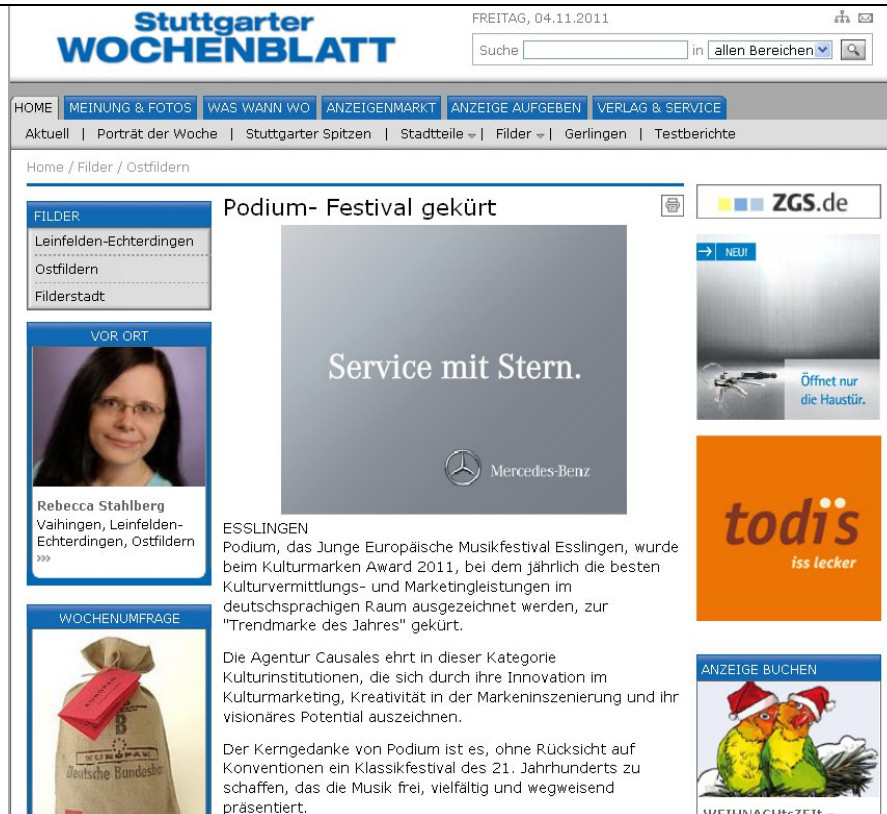 Stuttgarter
WOCHENBLATT
FREITAG, 04.11.2011
Suche in allen Bereichen
HOME MEINUNG & FOTOS WAS WANN WO ANZEIGENMARKT ANZEIGE AUFGEBEN VERLAG & SERVICE
Aktuell | Porträt der Woche | Stuttgarter Spitzen | Stadtteile | Filder | Gerlingen | Testberichte
Home / Filder / Ostfildern
FILDER
Leinfelden-Echterdingen
Ostfildern
Filderstadt
VOR ORT
Rebecca Stahlberg
Vaihingen, Leinfelden-
Echterdingen, Ostfildern
›››
WOCHENUMFRAGE
EUROPAK
Deutsche Bundesb
Podium- Festival gekürt
Service mit Stern.
Mercedes-Benz
ESSLINGEN
Podium, das Junge Europäische Musikfestival Esslingen, wurde
beim Kulturmarken Award 2011, bei dem jährlich die besten
Kulturvermittlungs- und Marketingleistungen im
deutschsprachigen Raum ausgezeichnet werden, zur
"Trendmarke des Jahres" gekürt.
Die Agentur Causales ehrt in dieser Kategorie
Kulturinstitutionen, die sich durch ihre Innovation im
Kulturmarketing, Kreativität in der Markeninszenierung und ihr
visionäres Potential auszeichnen.
Der Kerngedanke von Podium ist es, ohne Rücksicht auf
Konventionen ein Klassikfestival des 21. Jahrhunderts zu
schaffen, das die Musik frei, vielfältig und wegweisend
präsentiert.
ZGS.de
NEU!
Öffnet nur
die Haustür.
todis
iss lecker
ANZEIGE BUCHEN
WEIHNACHtsZEIt –